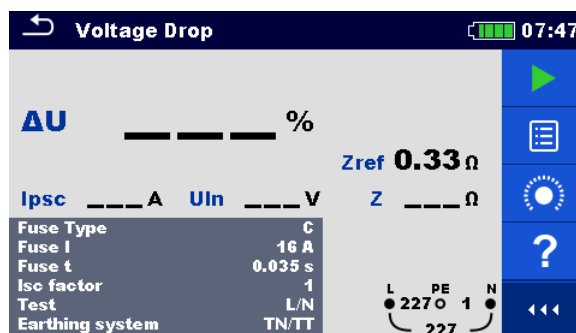 Voltage Drop 07:47
ΔU ___ %
Zref 0.33 Ω
Ipsc ___ A Uln ___ V Z ___ Ω
Fuse Type C
Fuse I 16 A
Fuse t 0.035 s
Isc factor 1
Test L/N
Earthing system TN/TT
L PE N
227 1
227
?